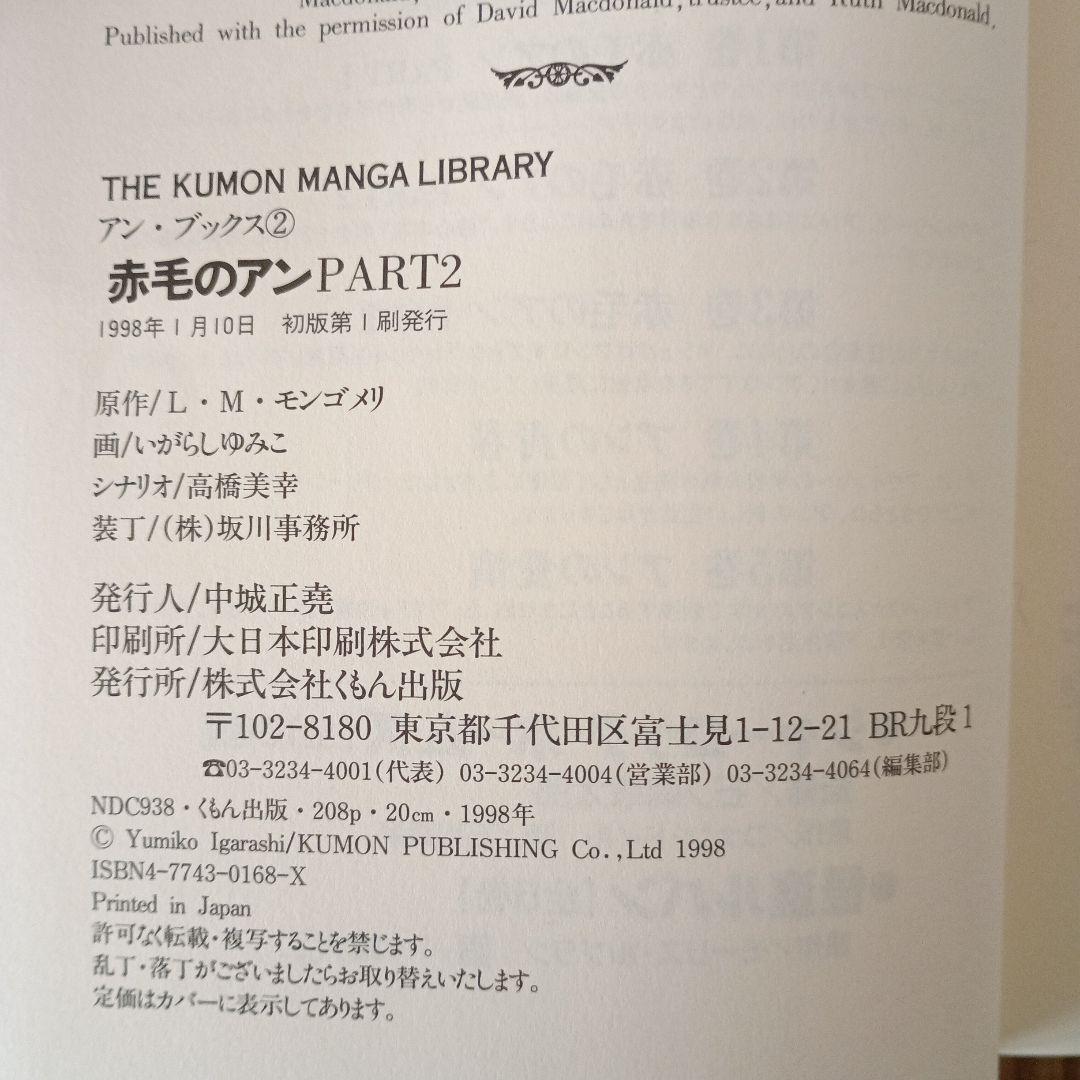 Published with the permission of David Macdonald, trustee, and Ruth Macdonald.
THE KUMON MANGA LIBRARY
アン・ブックス②
赤毛のアンPART2
1998年1月10日 初版第1刷発行
原作/L・M・モンゴメリ
画/いがらしゆみこ
シナリオ/高橋美幸
装丁/(株)坂川事務所
発行人/中城正堯
印刷所/大日本印刷株式会社
発行所/株式会社くもん出版
〒102-8180 東京都千代田区富士見1-12-21 BR九段1
☎03-3234-4001(代表) 03-3234-4004(営業部) 03-3234-4064(編集部)
NDC938・くもん出版・208p・20cm・1998年
© Yumiko Igarashi/KUMON PUBLISHING Co.,Ltd 1998
ISBN4-7743-0168-X
Printed in Japan
許可なく転載・複写することを禁じます。
乱丁・落丁がございましたらお取り替えいたします。
定価はカバーに表示してあります。